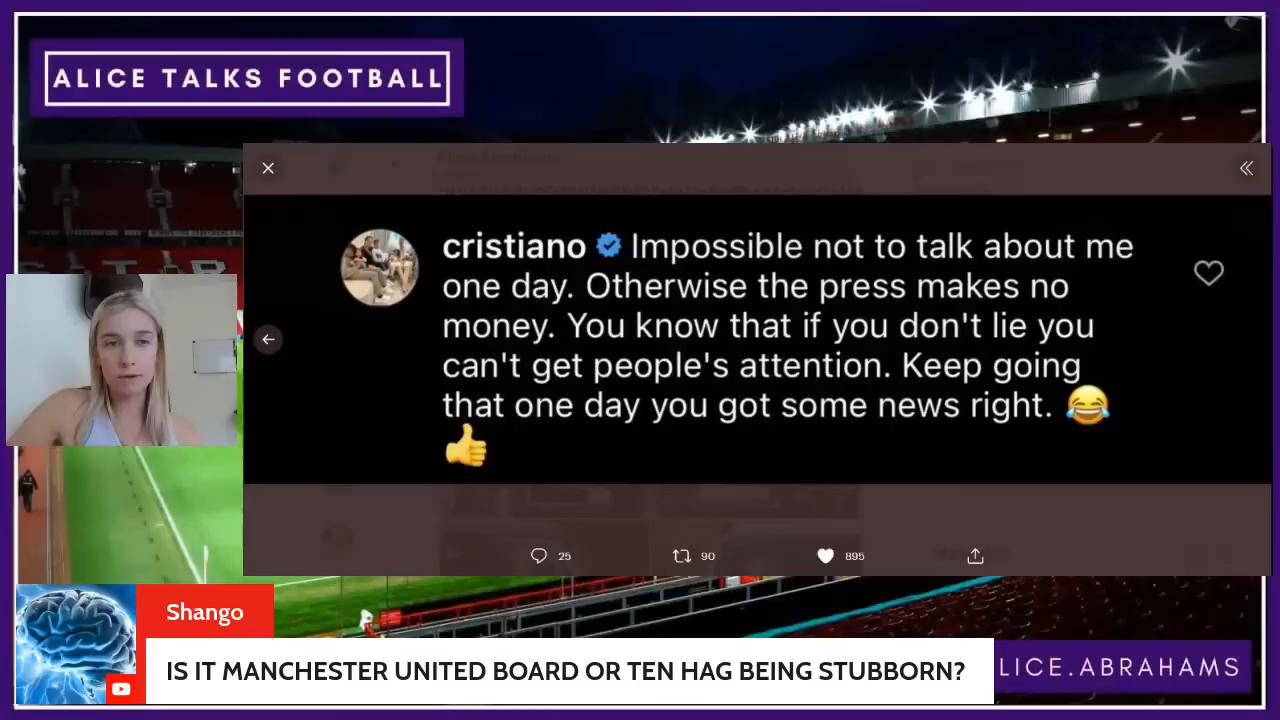 ALICE TALKS FOOTBALL
cristiano Impossible not to talk about me
one day. Otherwise the press makes no
money. You know that if you don't lie you
can't get people's attention. Keep going
that one day you got some news right. 😂
👍
25 90 895
Shango
IS IT MANCHESTER UNITED BOARD OR TEN HAG BEING STUBBORN?
LICE.ABRAHAMS